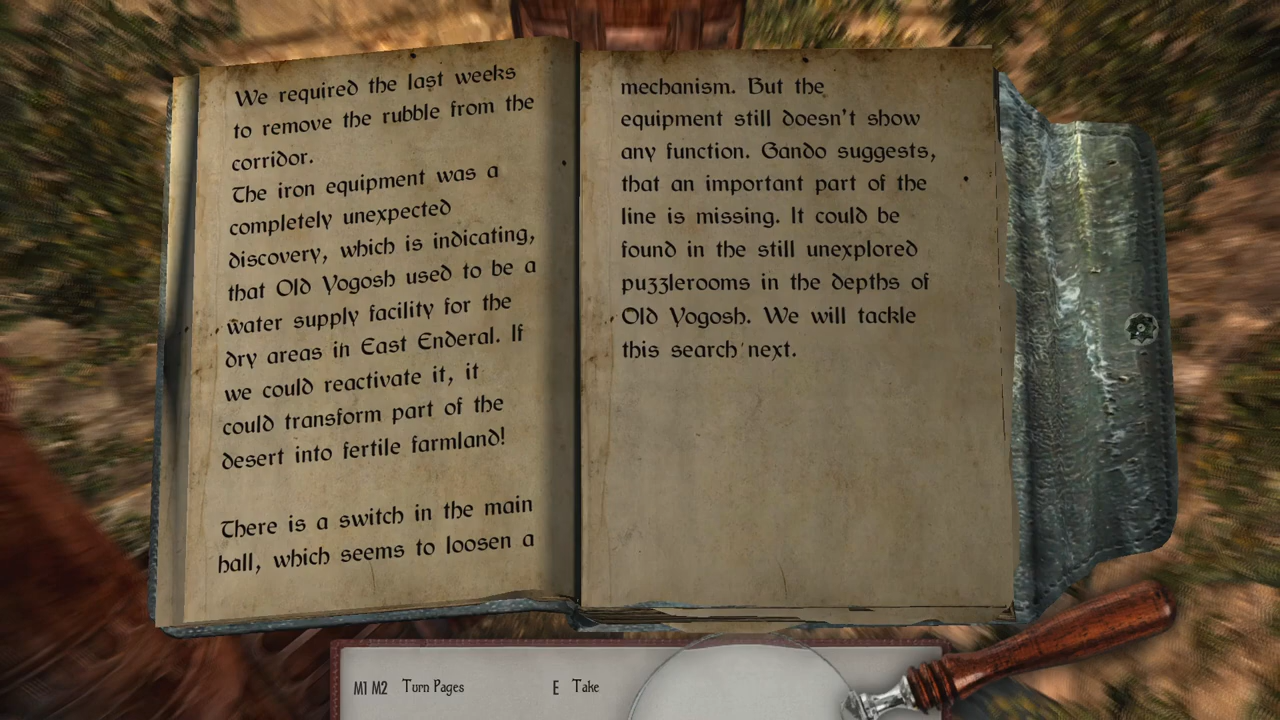 We required the last weeks
to remove the rubble from the
corridor.
The iron equipment was a
completely unexpected
discovery, which is indicating,
that Old Yogosh used to be a
water supply facility for the
dry areas in East Enderal. If
we could reactivate it, it
could transform part of the
desert into fertile farmland!
There is a switch in the main
hall, which seems to loosen a
mechanism. But the
equipment still doesn't show
any function. Gando suggests,
that an important part of the
line is missing. It could be
found in the still unexplored
puzzlerooms in the depths of
Old Yogosh. We will tackle
this search next.
M1 M2 Turn Pages E Take